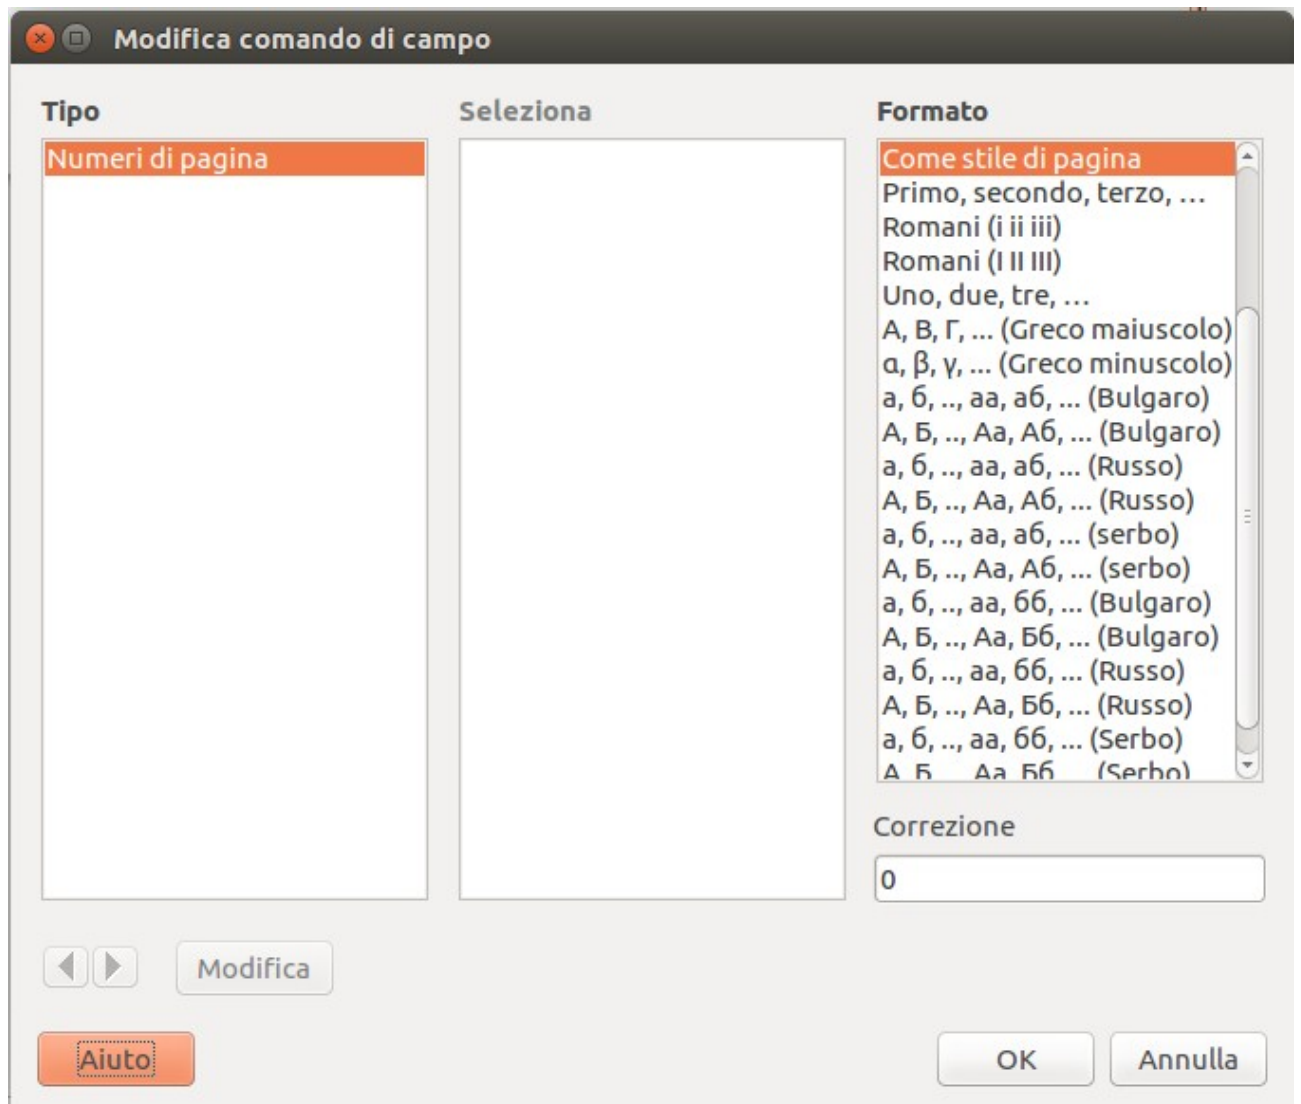 Modifica comando di campo
Tipo
Seleziona
Formato
Numeri di pagina
Come stile di pagina
Primo, secondo, terzo, ...
Romani (i ii iii)
Romani (I II III)
Uno, due, tre, ...
Α, Β, Γ, ... (Greco maiuscolo)
α, β, γ, ... (Greco minuscolo)
а, б, .., аа, аб, ... (Bulgaro)
А, Б, .., Аа, Аб, ... (Bulgaro)
а, б, .., аа, аб, ... (Russo)
А, Б, .., Аа, Аб, ... (Russo)
а, б, .., аа, аб, ... (serbo)
А, Б, .., Аа, Аб, ... (serbo)
а, б, .., аа, бб, ... (Bulgaro)
А, Б, .., Аа, Бб, ... (Bulgaro)
а, б, .., аа, бб, ... (Russo)
А, Б, .., Аа, Бб, ... (Russo)
а, б, .., аа, бб, ... (Serbo)
А, Б, .., Аа, Бб, ... (Serbo)
Correzione
0
Modifica
Aiuto
OK
Annulla